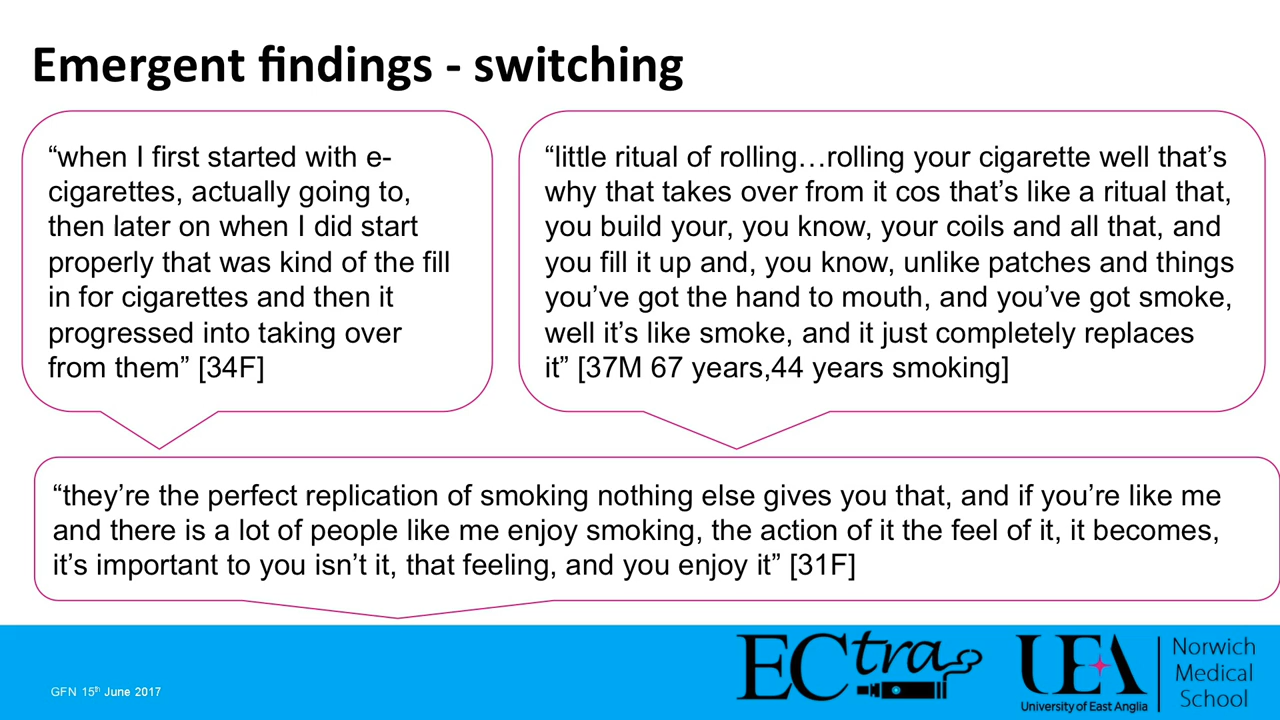 Emergent findings - switching
“when I first started with e-
cigarettes, actually going to,
then later on when I did start
properly that was kind of the fill
in for cigarettes and then it
progressed into taking over
from them” [34F]
“little ritual of rolling…rolling your cigarette well that’s
why that takes over from it cos that’s like a ritual that,
you build your, you know, your coils and all that, and
you fill it up and, you know, unlike patches and things
you’ve got the hand to mouth, and you’ve got smoke,
well it’s like smoke, and it just completely replaces
it” [37M 67 years,44 years smoking]
“they’re the perfect replication of smoking nothing else gives you that, and if you’re like me
and there is a lot of people like me enjoy smoking, the action of it the feel of it, it becomes,
it’s important to you isn’t it, that feeling, and you enjoy it” [31F]
GFN 15th June 2017
ECtra
UEA
University of East Anglia
Norwich
Medical
School